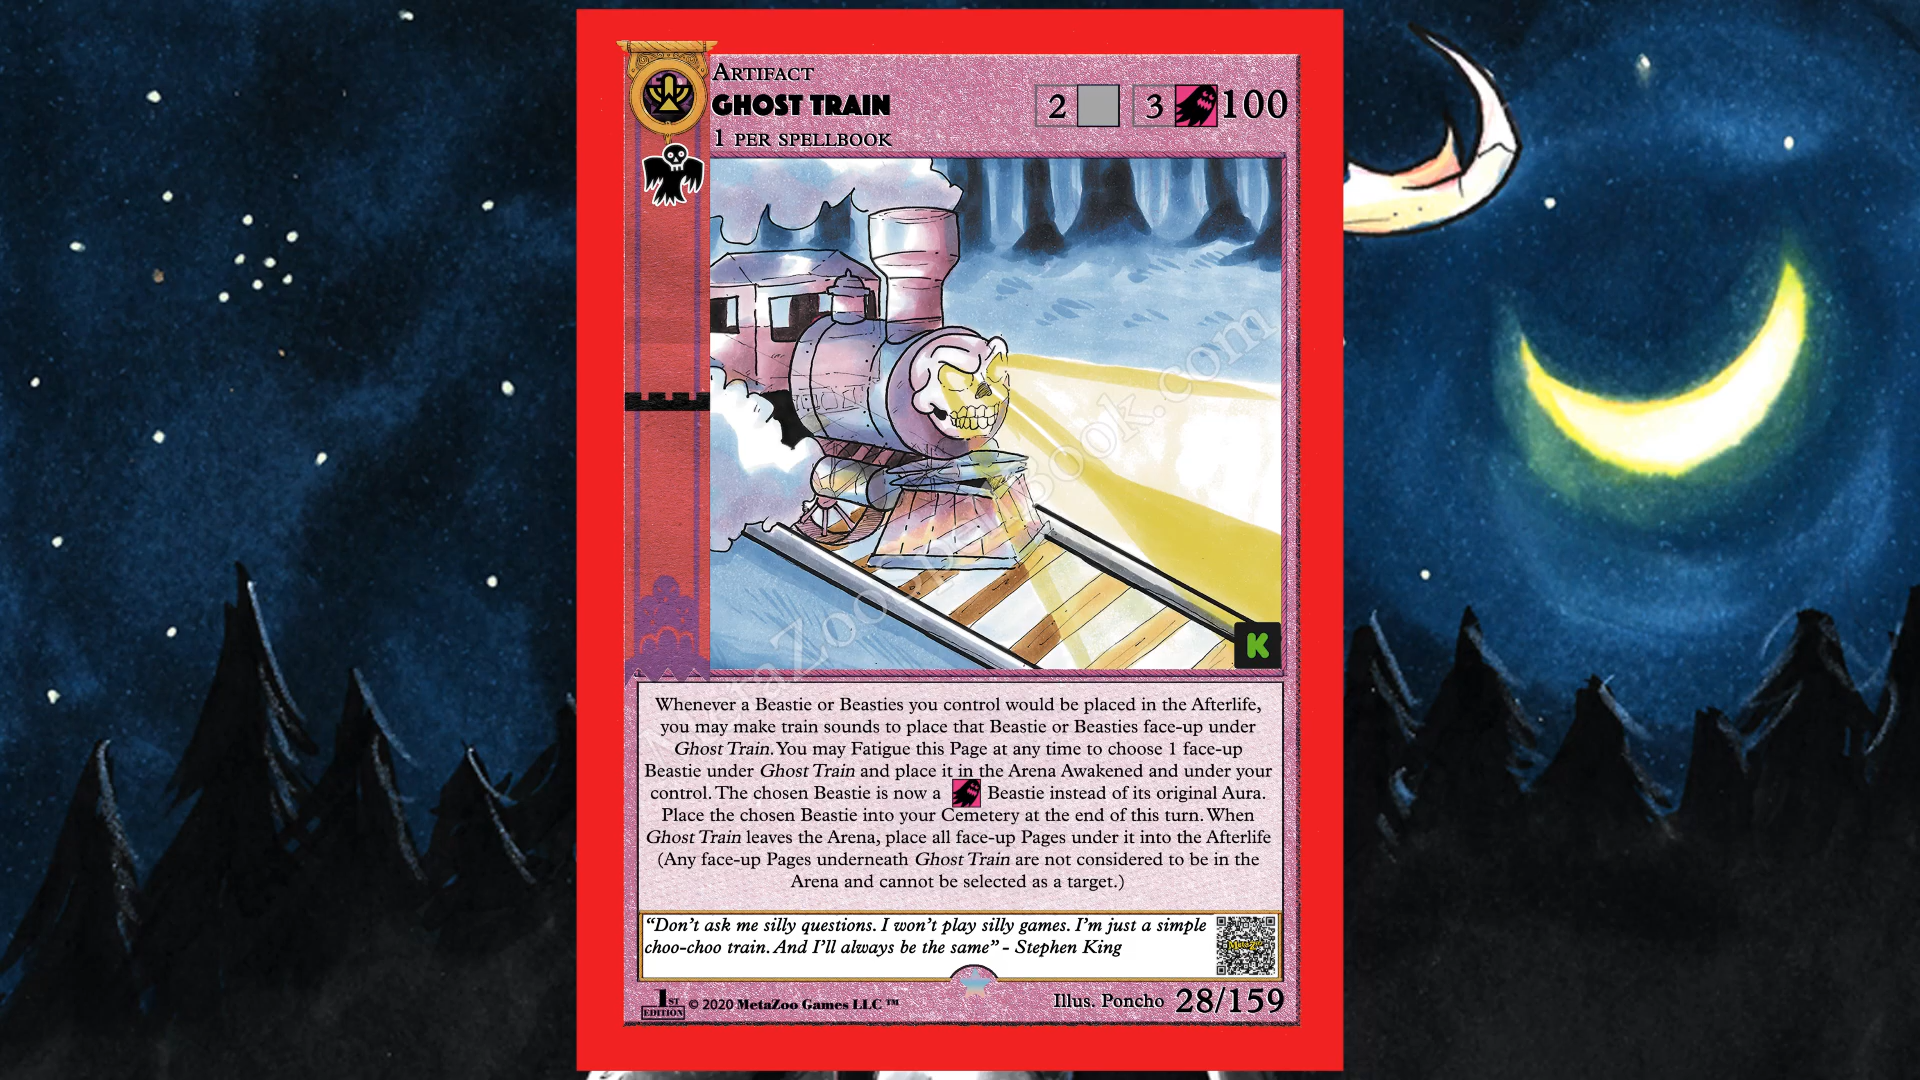 ARTIFACT
GHOST TRAIN
1 PER SPELLBOOK
2 3 100
MetaZooSpellBook.com
K
Whenever a Beastie or Beasties you control would be placed in the Afterlife,
you may make train sounds to place that Beastie or Beasties face-up under
Ghost Train. You may Fatigue this Page at any time to choose 1 face-up
Beastie under Ghost Train and place it in the Arena Awakened and under your
control. The chosen Beastie is now a Beastie instead of its original Aura.
Place the chosen Beastie into your Cemetery at the end of this turn. When
Ghost Train leaves the Arena, place all face-up Pages under it into the Afterlife
(Any face-up Pages underneath Ghost Train are not considered to be in the
Arena and cannot be selected as a target.)
“Don’t ask me silly questions. I won’t play silly games. I’m just a simple
choo-choo train. And I’ll always be the same” - Stephen King
MetaZoo
1ST EDITION © 2020 MetaZoo Games LLC ™
Illus. Poncho 28/159